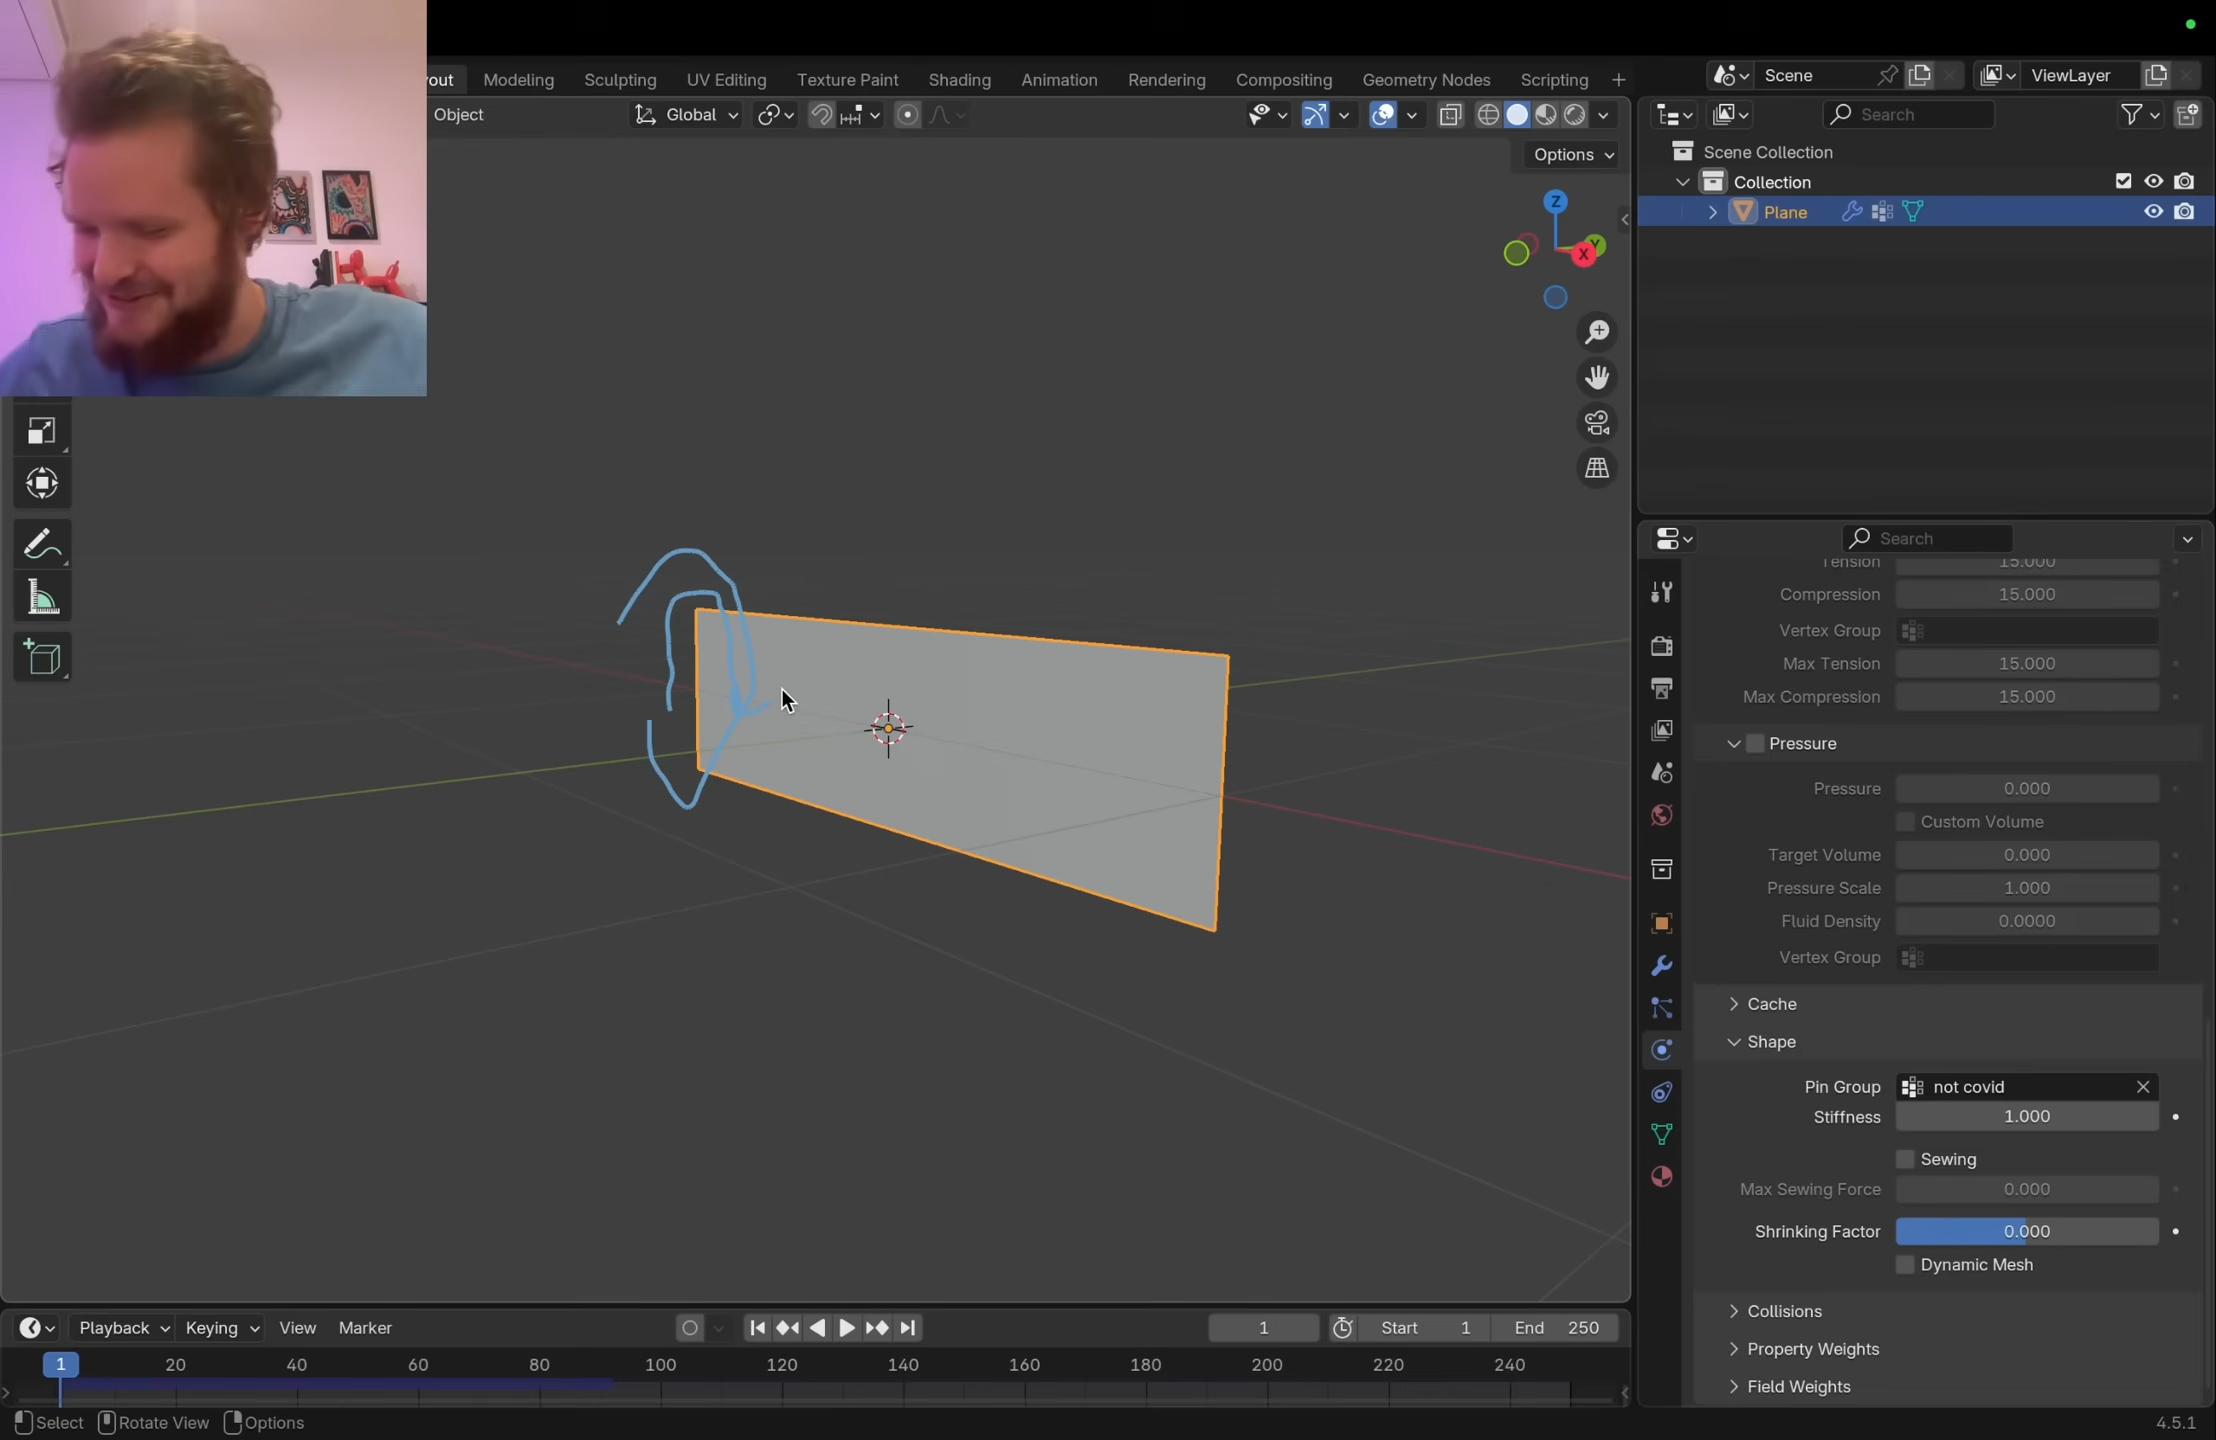 out Modeling Sculpting UV Editing Texture Paint Shading Animation Rendering Compositing Geometry Nodes Scripting +
Scene
ViewLayer
Object
Global
Search
Options
Scene Collection
Collection
Plane
Z
Y
X
Search
Tension 15.000
Compression 15.000
Vertex Group
Max Tension 15.000
Max Compression 15.000
Pressure
Pressure 0.000
Custom Volume
Target Volume 0.000
Pressure Scale 1.000
Fluid Density 0.0000
Vertex Group
Cache
Shape
Pin Group not covid
Stiffness 1.000
Sewing
Max Sewing Force 0.000
Shrinking Factor 0.000
Dynamic Mesh
Collisions
Property Weights
Field Weights
Playback Keying View Marker
1 Start 1 End 250
1 20 40 60 80 100 120 140 160 180 200 220 240
Select Rotate View Options
4.5.1